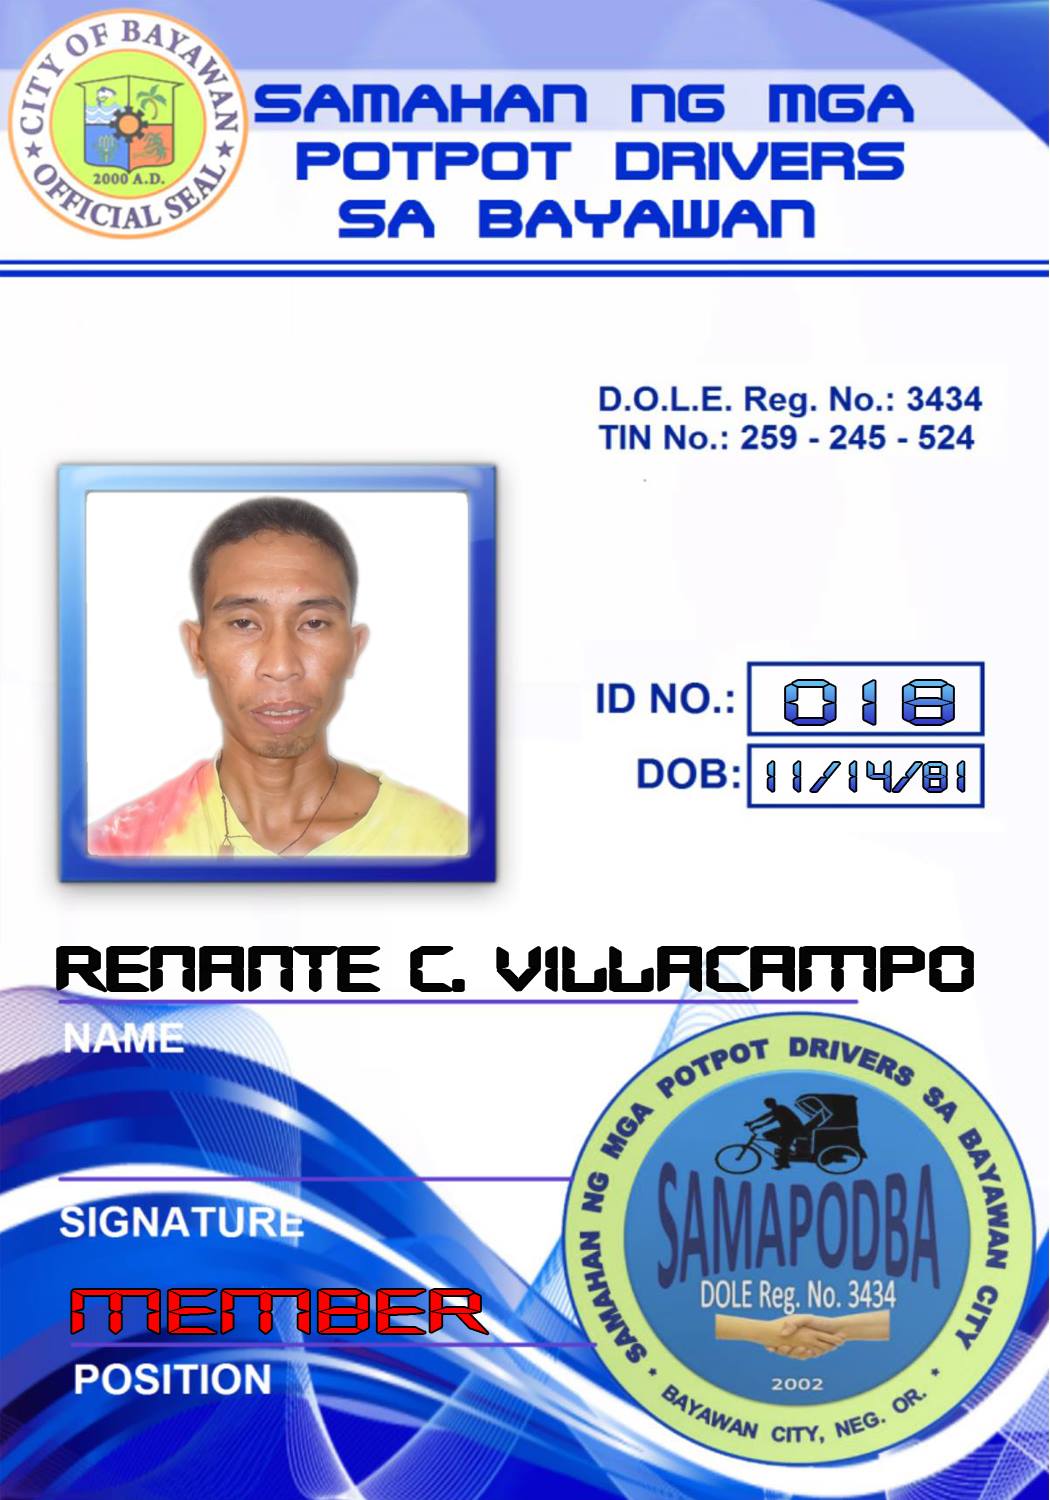 CITY OF BAYAWAN
2000 A.D.
★ OFFICIAL SEAL ★
SAMAHAN NG MGA
POTPOT DRIVERS
SA BAYAWAN
D.O.L.E. Reg. No.: 3434
TIN No.: 259 - 245 - 524
ID NO.: 018
DOB: 11/14/81
RENANTE C. VILLACAMPO
NAME
SIGNATURE
MEMBER
POSITION
SAMAHAN NG MGA POTPOT DRIVERS SA BAYAWAN CITY
SAMAPODBA
DOLE Reg. No. 3434
2002
• BAYAWAN CITY, NEG. OR. •